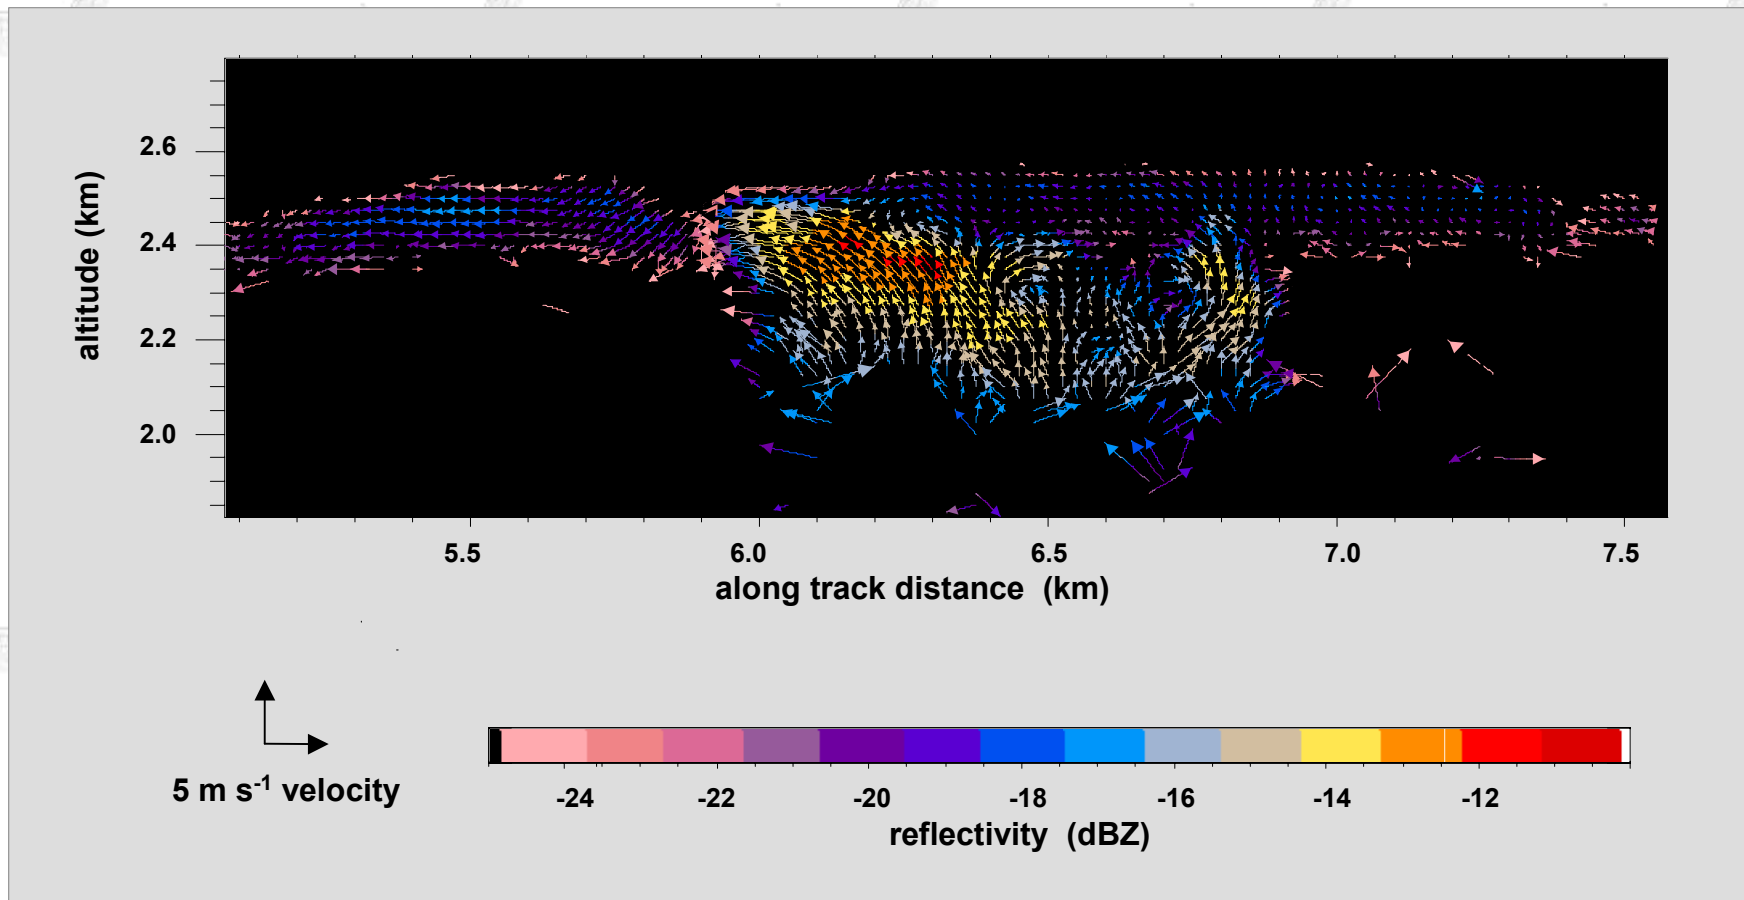 2.6
2.4
2.2
2.0
altitude (km)
5.5 6.0 6.5 7.0 7.5
along track distance (km)
5 m s-1 velocity
-24 -22 -20 -18 -16 -14 -12
reflectivity (dBZ)